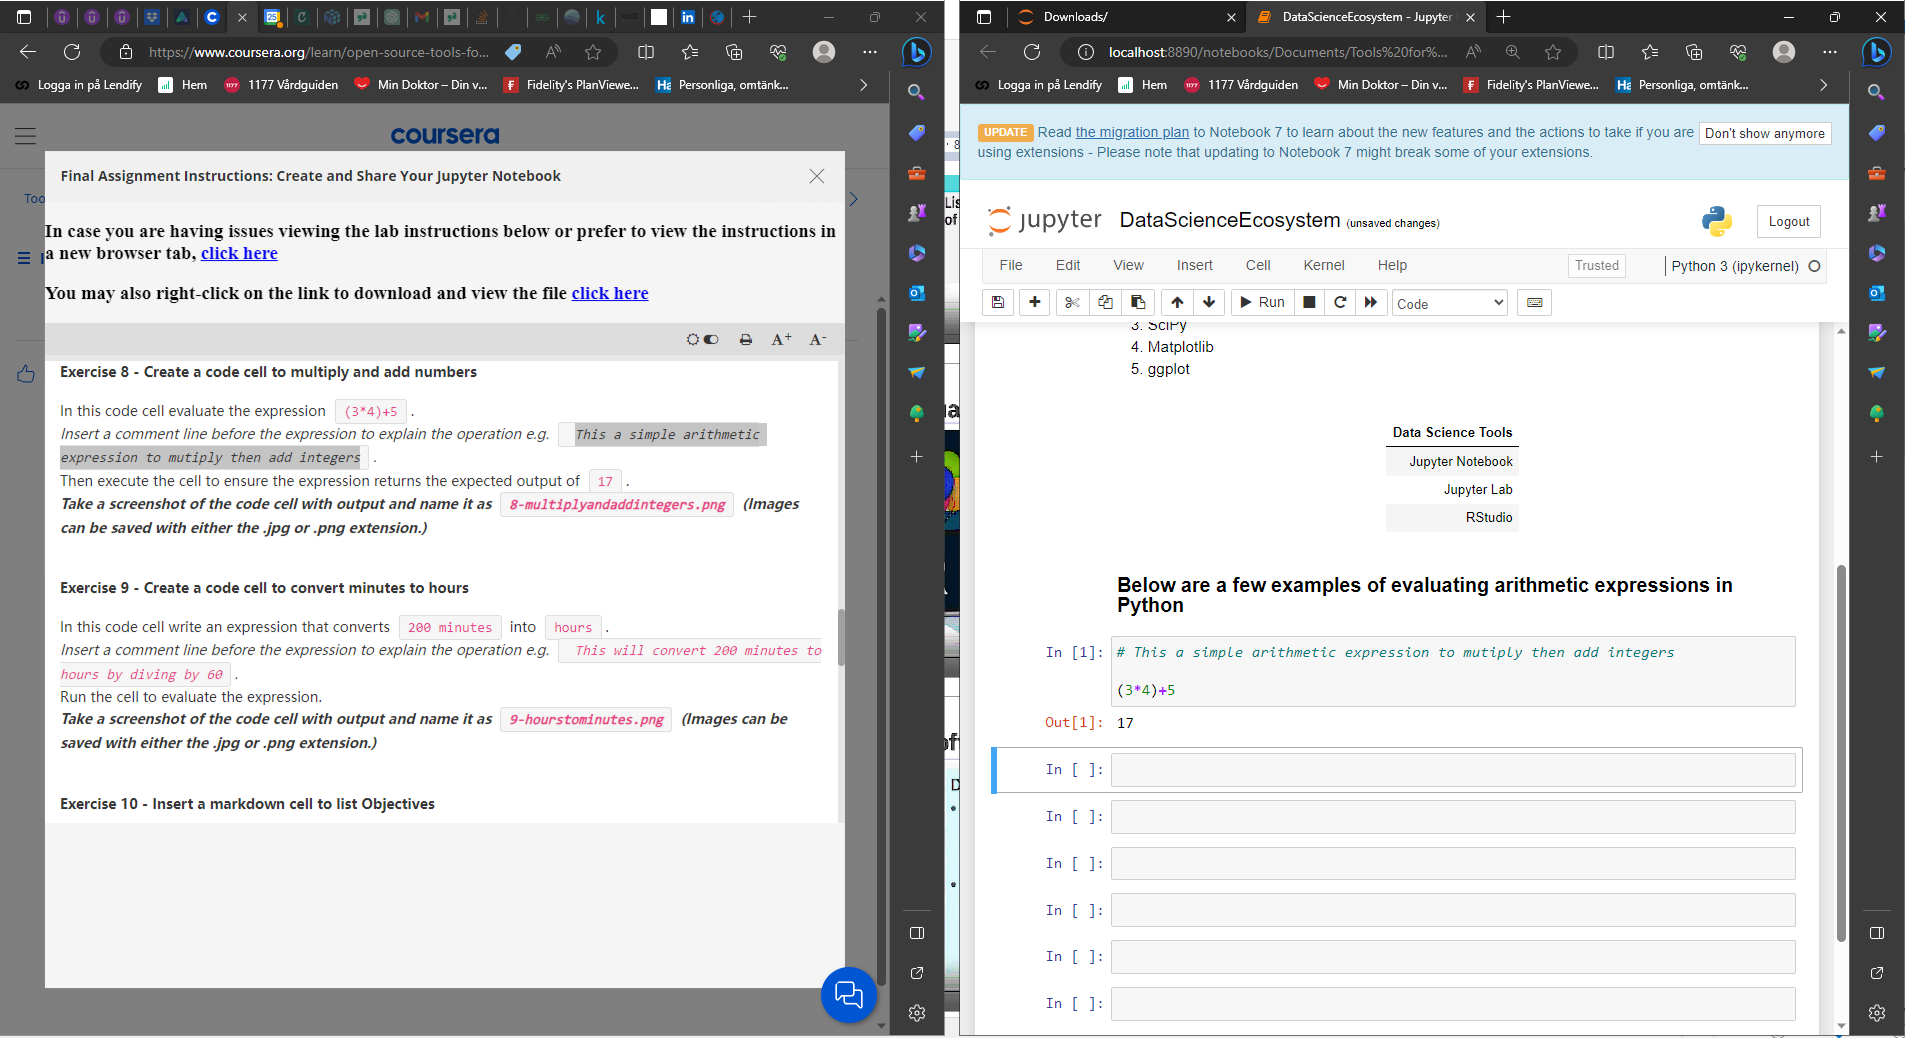 https://www.coursera.org/learn/open-source-tools-fo...
Logga in på Lendify
Hem
1177 Vårdguiden
Min Doktor – Din v...
Fidelity's PlanViewe...
Personliga, omtänk...
coursera
Final Assignment Instructions: Create and Share Your Jupyter Notebook
Too
In case you are having issues viewing the lab instructions below or prefer to view the instructions in
a new browser tab, click here
You may also right-click on the link to download and view the file click here
A+ A-
Exercise 8 - Create a code cell to multiply and add numbers
In this code cell evaluate the expression (3*4)+5 .
Insert a comment line before the expression to explain the operation e.g. This a simple arithmetic
expression to mutiply then add integers .
Then execute the cell to ensure the expression returns the expected output of 17 .
Take a screenshot of the code cell with output and name it as 8-multiplyandaddintegers.png (Images
can be saved with either the .jpg or .png extension.)
Exercise 9 - Create a code cell to convert minutes to hours
In this code cell write an expression that converts 200 minutes into hours .
Insert a comment line before the expression to explain the operation e.g. This will convert 200 minutes to
hours by diving by 60 .
Run the cell to evaluate the expression.
Take a screenshot of the code cell with output and name it as 9-hourstominutes.png (Images can be
saved with either the .jpg or .png extension.)
Exercise 10 - Insert a markdown cell to list Objectives
Downloads/
DataScienceEcosystem - Jupyter
localhost:8890/notebooks/Documents/Tools%20for%...
Logga in på Lendify
Hem
1177 Vårdguiden
Min Doktor – Din v...
Fidelity's PlanViewe...
Personliga, omtänk...
UPDATE Read the migration plan to Notebook 7 to learn about the new features and the actions to take if you are
using extensions - Please note that updating to Notebook 7 might break some of your extensions.
Don't show anymore
jupyter DataScienceEcosystem (unsaved changes)
Logout
File Edit View Insert Cell Kernel Help
Trusted
Python 3 (ipykernel)
Run
Code
3. SciPy
4. Matplotlib
5. ggplot
Data Science Tools
Jupyter Notebook
Jupyter Lab
RStudio
Below are a few examples of evaluating arithmetic expressions in
Python
In [1]: # This a simple arithmetic expression to mutiply then add integers
(3*4)+5
Out[1]: 17
In [ ]:
In [ ]:
In [ ]:
In [ ]:
In [ ]:
In [ ]: